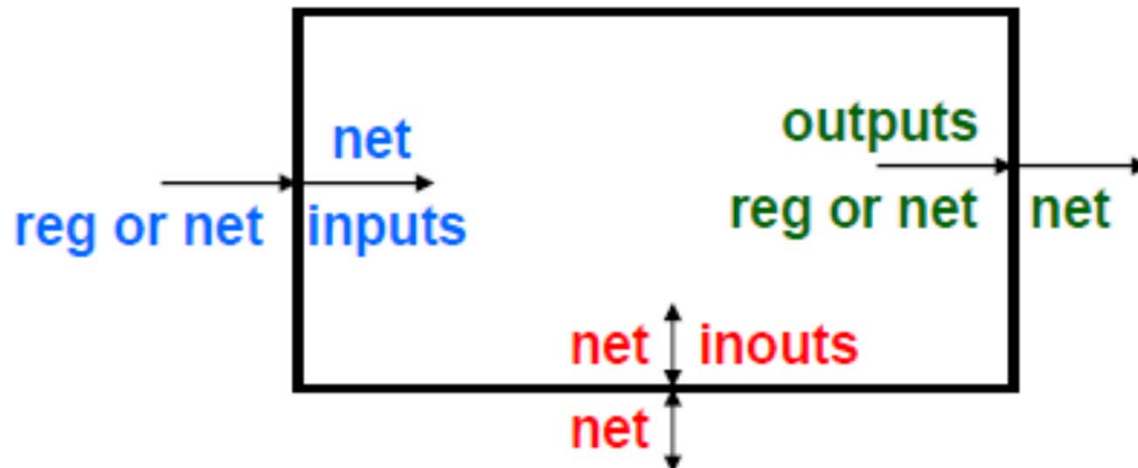 net
reg or net inputs
outputs
reg or net net
net inouts
net